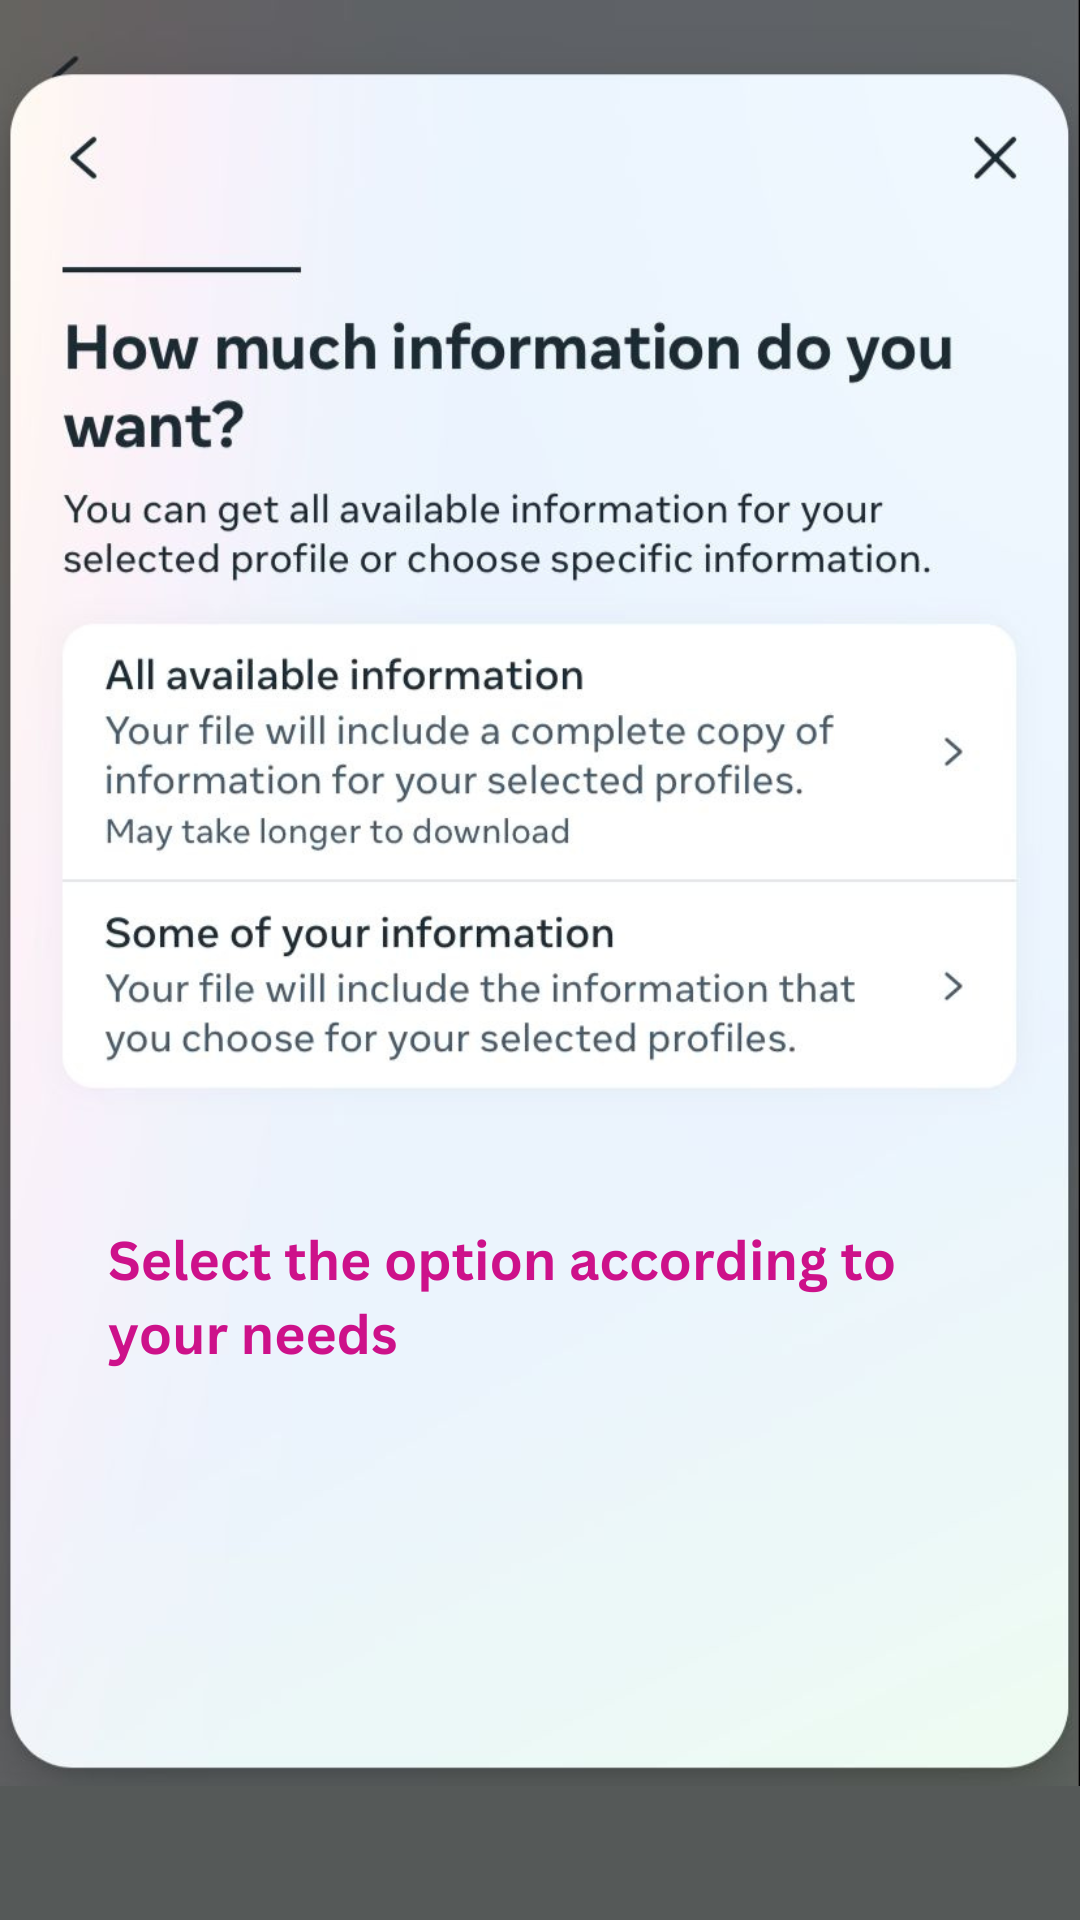 How much information do you
want?
You can get all available information for your
selected profile or choose specific information.
All available information
Your file will include a complete copy of
information for your selected profiles.
May take longer to download
Some of your information
Your file will include the information that
you choose for your selected profiles.
Select the option according to
your needs